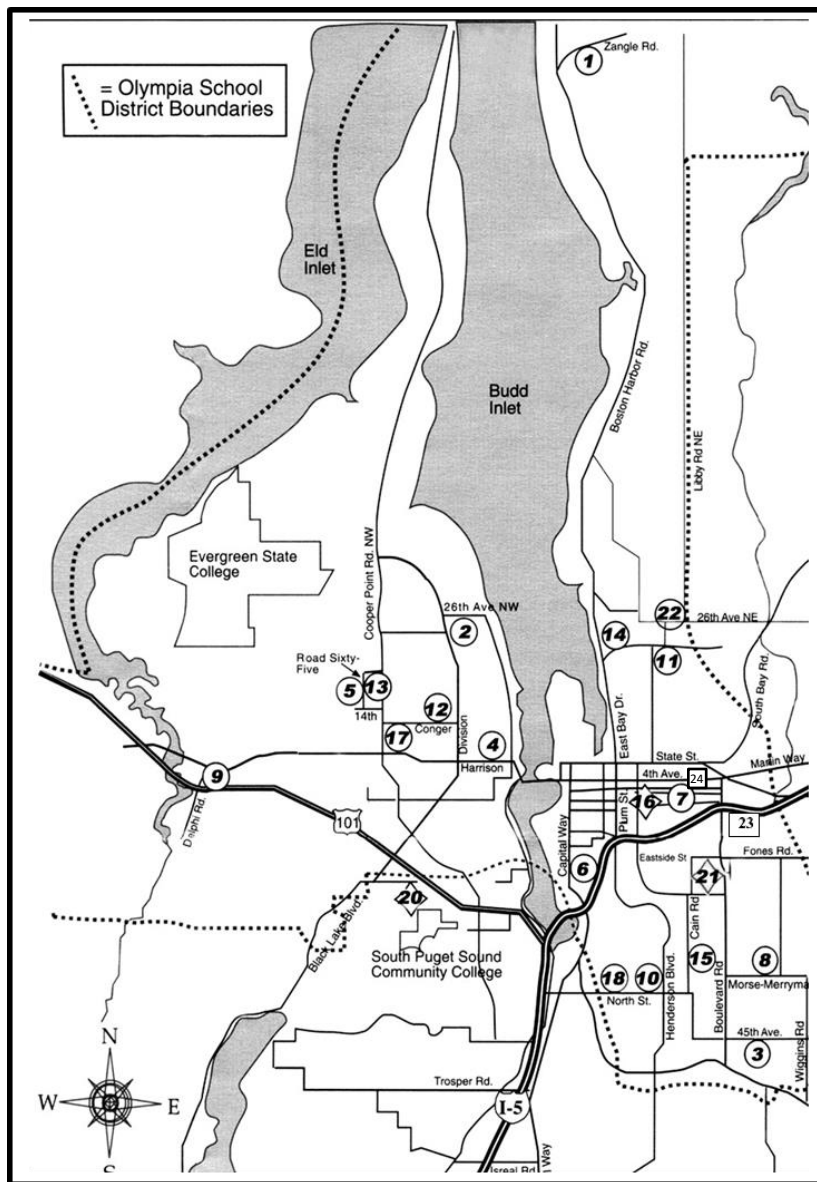 1
Zangle Rd.
= Olympia School
District Boundaries
Eld
Inlet
Budd
Inlet
Boston Harbor Rd.
Libby Rd NE
Evergreen State
College
Cooper Point Rd. NW
26th Ave NW
2
22
26th Ave NE
14
11
Road Sixty-
Five
5
13
14th
12
Conger
17
Division
4
Harrison
East Bay Dr.
South Bay Rd.
State St.
Martin Way
4th Ave.
24
9
Delphi Rd.
101
Plum St.
16
7
23
Capital Way
6
Eastside St
Fones Rd.
21
20
Black Lake Blvd.
South Puget Sound
Community College
Cain Rd
15
Boulevard Rd
8
Morse-Merryma
18
10
North St.
Henderson Blvd.
45th Ave.
3
Wiggins Rd
N
W
E
S
Trosper Rd.
I-5
Isreal Rd
Way